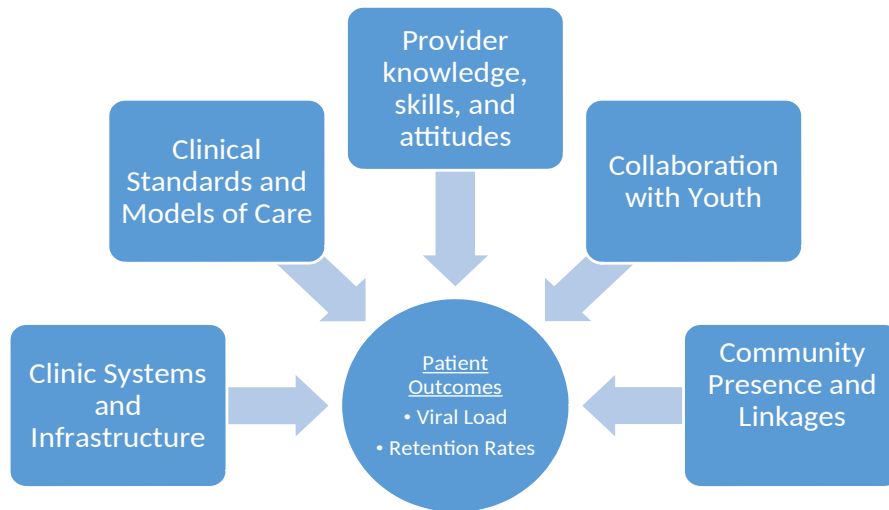 Provider
knowledge,
skills, and
attitudes
Clinical
Standards and
Models of Care
Collaboration
with Youth
Clinic Systems
and
Infrastructure
Patient
Outcomes
• Viral Load
• Retention Rates
Community
Presence and
Linkages